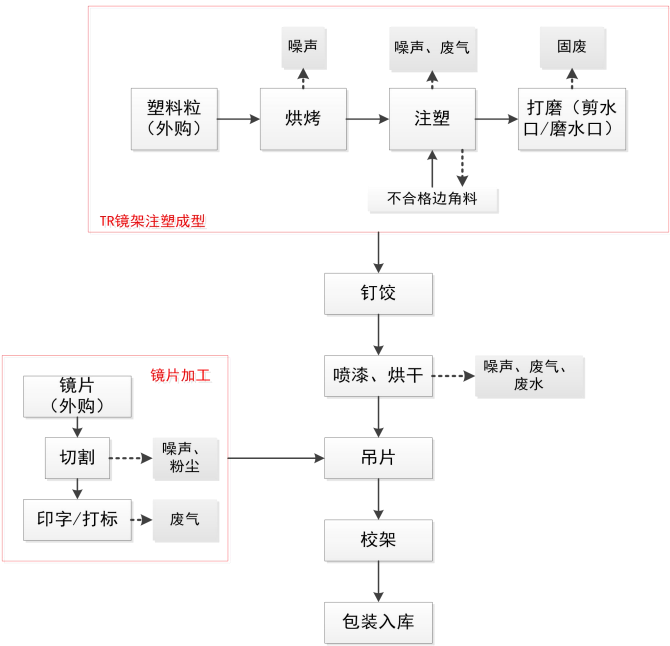 噪声
噪声、废气
固废
塑料粒
（外购）
烘烤
注塑
打磨（剪水
口/磨水口）
不合格边角料
TR镜架注塑成型
钉铰
喷漆、烘干
噪声、废气、
废水
镜片加工
镜片
（外购）
切割
噪声、
粉尘
吊片
印字/打标
废气
校架
包装入库